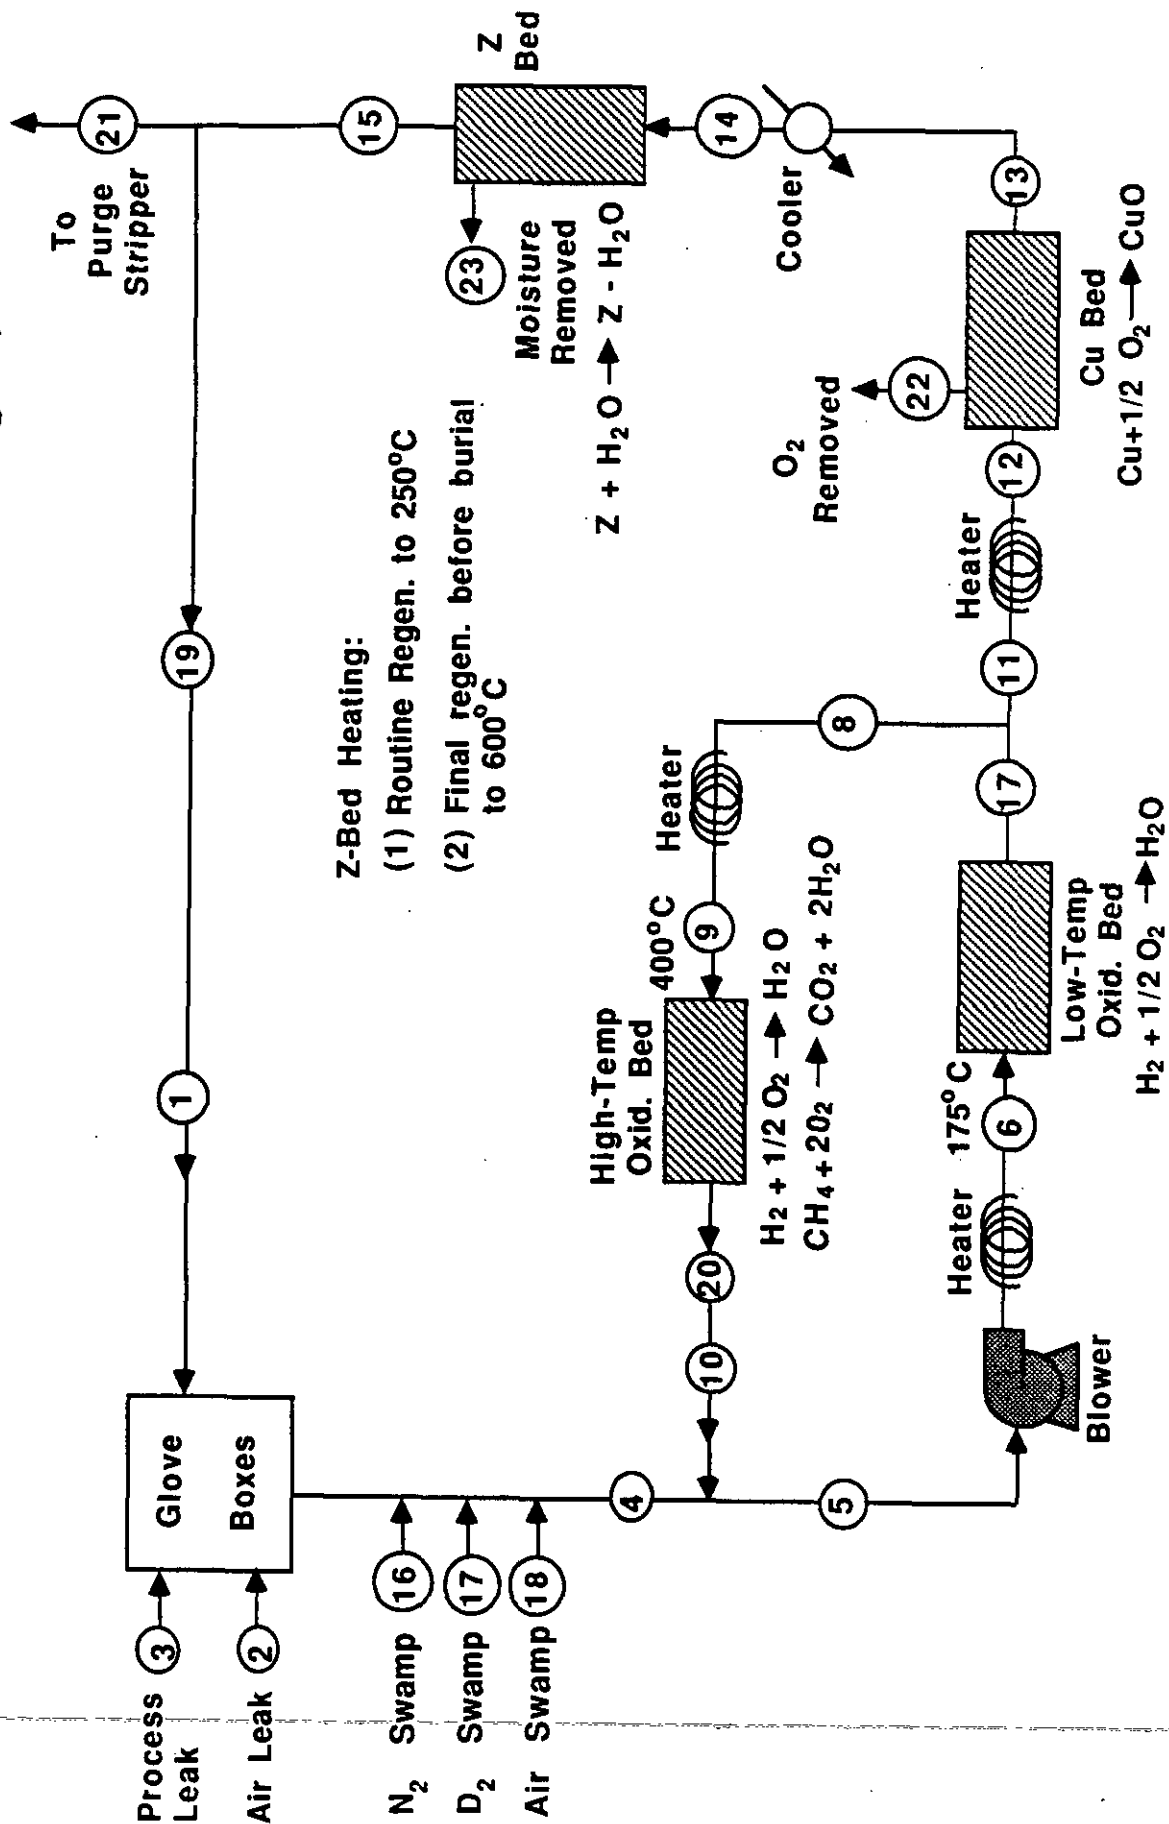 Process
Leak
3
Air Leak
2
Glove
Boxes
1
19
To
Purge
Stripper
21
15
N2 Swamp
16
D2 Swamp
17
Air Swamp
18
Z-Bed Heating:
(1) Routine Regen. to 250°C
(2) Final regen. before burial
to 600°C
Z
Bed
23
Moisture
Removed
Z + H2O → Z - H2O
4
10
20
High-Temp
Oxid. Bed
400°C
9
Heater
8
H2 + 1/2 O2 → H2O
CH4 + 2O2 → CO2 + 2H2O
14
Cooler
5
Blower
Heater
175°C
6
Low-Temp
Oxid. Bed
H2 + 1/2 O2 → H2O
17
11
Heater
12
O2
Removed
22
Cu Bed
Cu+1/2 O2 → CuO
13